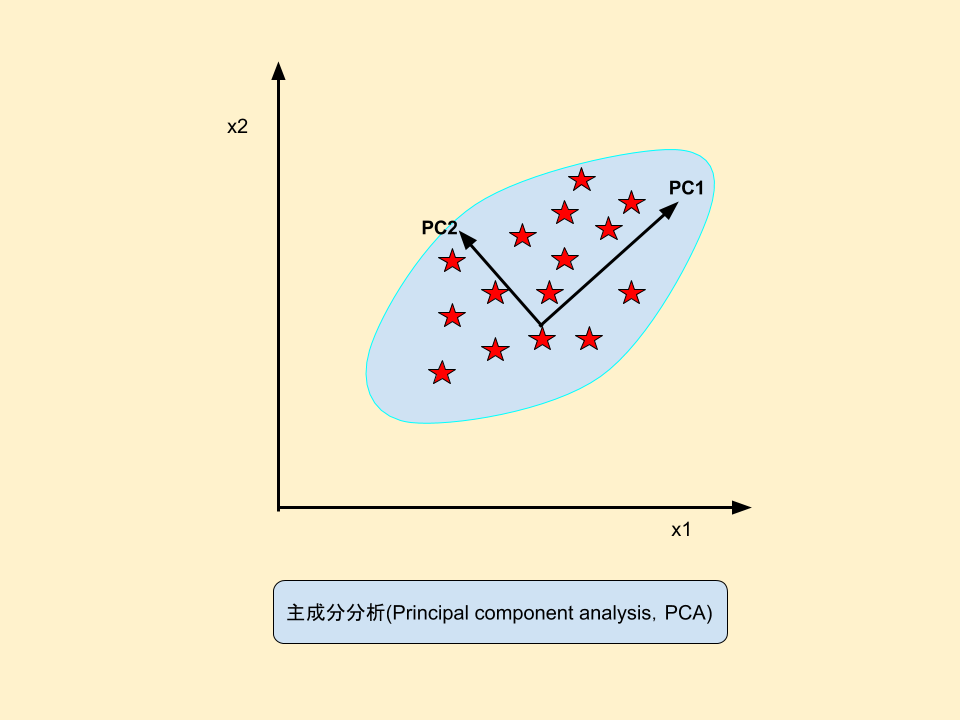 x2
PC1
PC2
x1
主成分分析(Principal component analysis, PCA)